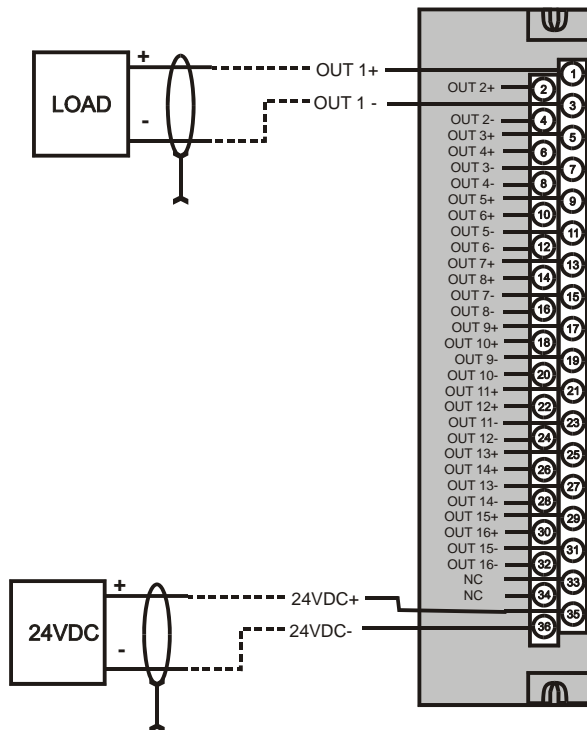 +
OUT 1+
LOAD
OUT 1 -
-
OUT 2+
OUT 2-
OUT 3+
OUT 4+
OUT 3-
OUT 4-
OUT 5+
OUT 6+
OUT 5-
OUT 6-
OUT 7+
OUT 8+
OUT 7-
OUT 8-
OUT 9+
OUT 10+
OUT 9-
OUT 10-
OUT 11+
OUT 12+
OUT 11-
OUT 12-
OUT 13+
OUT 14+
OUT 13-
OUT 14-
OUT 15+
OUT 16+
OUT 15-
OUT 16-
NC
NC
1
2
3
4
5
6
7
8
9
10
11
12
13
14
15
16
17
18
19
20
21
22
23
24
25
26
27
28
29
30
31
32
33
34
35
36
+
24VDC+
24VDC
24VDC-
-